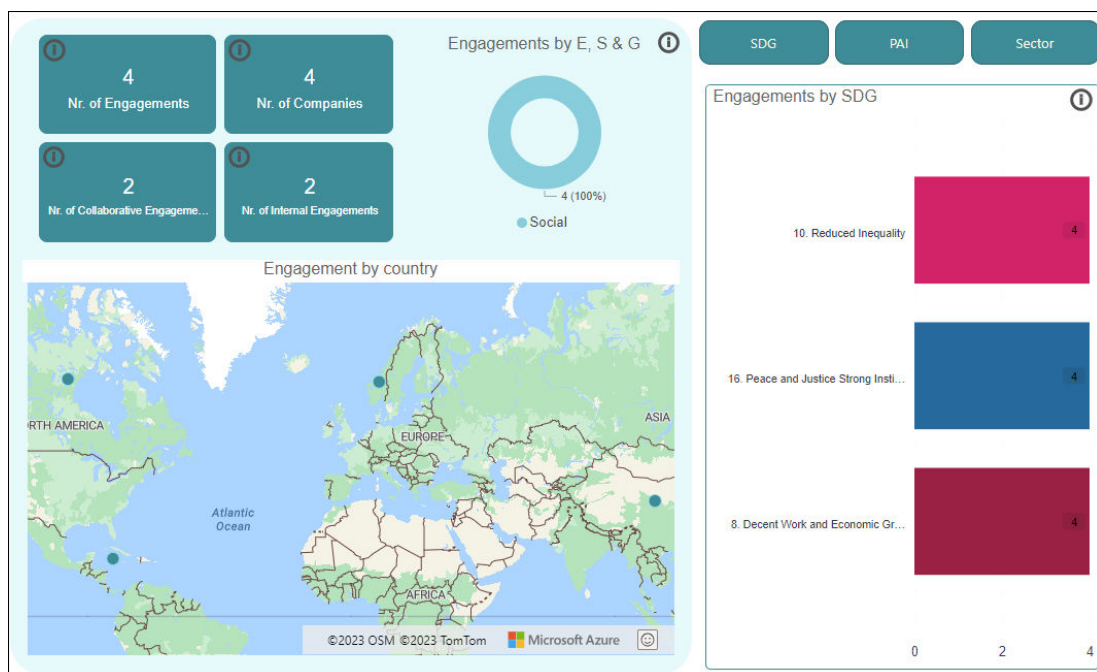 4
Nr. of Engagements
4
Nr. of Companies
2
Nr. of Collaborative Engageme...
2
Nr. of Internal Engagements
Engagements by E, S & G
4 (100%)
Social
Engagement by country
RTH AMERICA
Atlantic
Ocean
EUROPE
ASIA
AFRICA
©2023 OSM ©2023 TomTom Microsoft Azure
SDG
PAI
Sector
Engagements by SDG
10. Reduced Inequality
4
16. Peace and Justice Strong Insti...
4
8. Decent Work and Economic Gr...
4
0 2 4